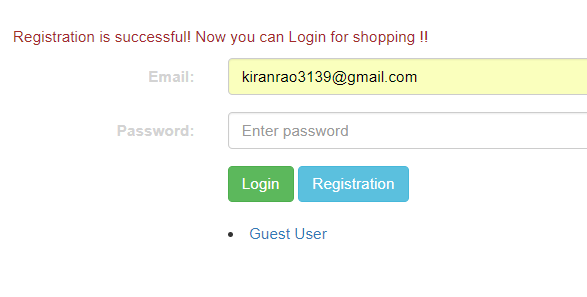 Registration is successful! Now you can Login for shopping !!
Email: kiranrao3139@gmail.com
Password: Enter password
Login Registration
Guest User